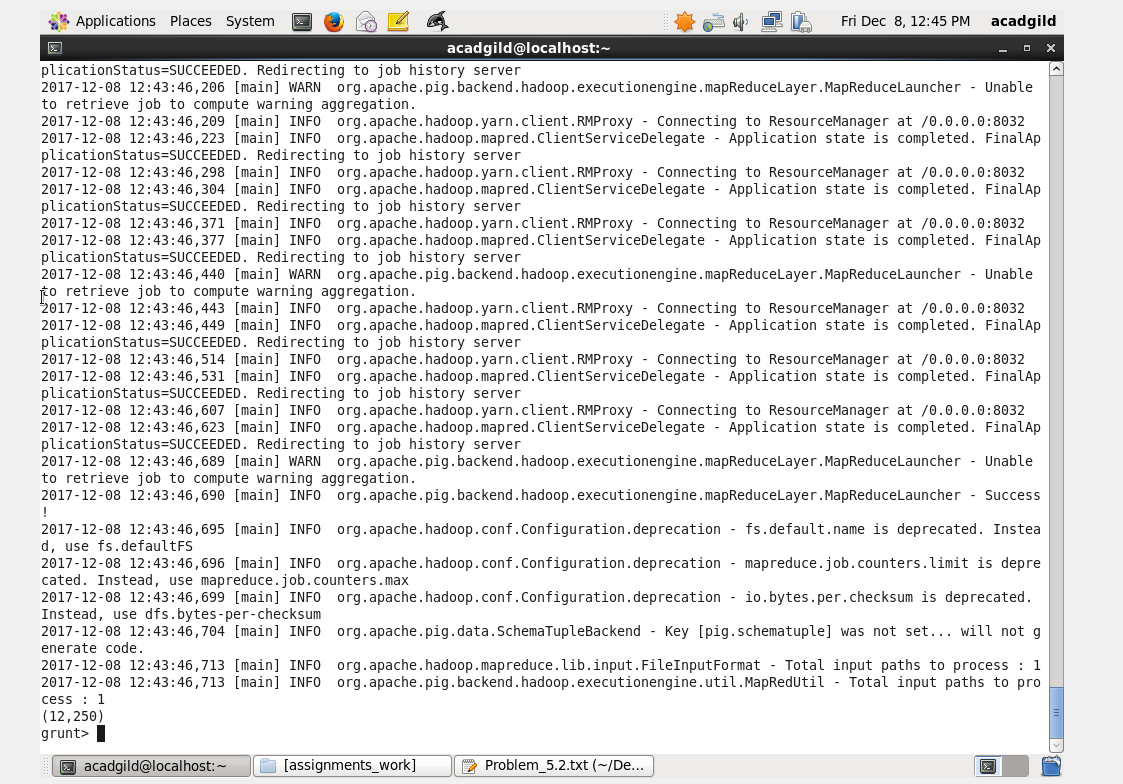 Applications Places System Fri Dec 8, 12:45 PM acadgild
acadgild@localhost:~
plicationStatus=SUCCEEDED. Redirecting to job history server
2017-12-08 12:43:46,206 [main] WARN  org.apache.pig.backend.hadoop.executionengine.mapReduceLayer.MapReduceLauncher - Unable
to retrieve job to compute warning aggregation.
2017-12-08 12:43:46,209 [main] INFO  org.apache.hadoop.yarn.client.RMProxy - Connecting to ResourceManager at /0.0.0.0:8032
2017-12-08 12:43:46,223 [main] INFO  org.apache.hadoop.mapred.ClientServiceDelegate - Application state is completed. FinalAp
plicationStatus=SUCCEEDED. Redirecting to job history server
2017-12-08 12:43:46,298 [main] INFO  org.apache.hadoop.yarn.client.RMProxy - Connecting to ResourceManager at /0.0.0.0:8032
2017-12-08 12:43:46,304 [main] INFO  org.apache.hadoop.mapred.ClientServiceDelegate - Application state is completed. FinalAp
plicationStatus=SUCCEEDED. Redirecting to job history server
2017-12-08 12:43:46,371 [main] INFO  org.apache.hadoop.yarn.client.RMProxy - Connecting to ResourceManager at /0.0.0.0:8032
2017-12-08 12:43:46,377 [main] INFO  org.apache.hadoop.mapred.ClientServiceDelegate - Application state is completed. FinalAp
plicationStatus=SUCCEEDED. Redirecting to job history server
2017-12-08 12:43:46,440 [main] WARN  org.apache.pig.backend.hadoop.executionengine.mapReduceLayer.MapReduceLauncher - Unable
to retrieve job to compute warning aggregation.
2017-12-08 12:43:46,443 [main] INFO  org.apache.hadoop.yarn.client.RMProxy - Connecting to ResourceManager at /0.0.0.0:8032
2017-12-08 12:43:46,449 [main] INFO  org.apache.hadoop.mapred.ClientServiceDelegate - Application state is completed. FinalAp
plicationStatus=SUCCEEDED. Redirecting to job history server
2017-12-08 12:43:46,514 [main] INFO  org.apache.hadoop.yarn.client.RMProxy - Connecting to ResourceManager at /0.0.0.0:8032
2017-12-08 12:43:46,531 [main] INFO  org.apache.hadoop.mapred.ClientServiceDelegate - Application state is completed. FinalAp
plicationStatus=SUCCEEDED. Redirecting to job history server
2017-12-08 12:43:46,607 [main] INFO  org.apache.hadoop.yarn.client.RMProxy - Connecting to ResourceManager at /0.0.0.0:8032
2017-12-08 12:43:46,623 [main] INFO  org.apache.hadoop.mapred.ClientServiceDelegate - Application state is completed. FinalAp
plicationStatus=SUCCEEDED. Redirecting to job history server
2017-12-08 12:43:46,689 [main] WARN  org.apache.pig.backend.hadoop.executionengine.mapReduceLayer.MapReduceLauncher - Unable
to retrieve job to compute warning aggregation.
2017-12-08 12:43:46,690 [main] INFO  org.apache.pig.backend.hadoop.executionengine.mapReduceLayer.MapReduceLauncher - Success
!
2017-12-08 12:43:46,695 [main] INFO  org.apache.hadoop.conf.Configuration.deprecation - fs.default.name is deprecated. Instea
d, use fs.defaultFS
2017-12-08 12:43:46,696 [main] INFO  org.apache.hadoop.conf.Configuration.deprecation - mapreduce.job.counters.limit is depre
cated. Instead, use mapreduce.job.counters.max
2017-12-08 12:43:46,699 [main] INFO  org.apache.hadoop.conf.Configuration.deprecation - io.bytes.per.checksum is deprecated.
Instead, use dfs.bytes-per-checksum
2017-12-08 12:43:46,704 [main] INFO  org.apache.pig.data.SchemaTupleBackend - Key [pig.schematuple] was not set... will not g
enerate code.
2017-12-08 12:43:46,713 [main] INFO  org.apache.hadoop.mapreduce.lib.input.FileInputFormat - Total input paths to process : 1
2017-12-08 12:43:46,713 [main] INFO  org.apache.pig.backend.hadoop.executionengine.util.MapRedUtil - Total input paths to pro
cess : 1
(12,250)
grunt>
acadgild@localhost:~ [assignments_work] Problem_5.2.txt (~/De...